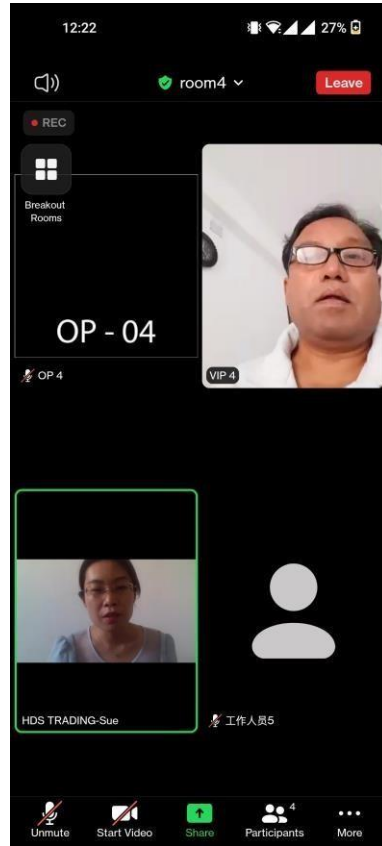 12:22
27%
room4
Leave
REC
Breakout
Rooms
OP - 04
OP 4
VIP 4
HDS TRADING-Sue
工作人员5
4
Unmute
Start Video
Share
Participants
More